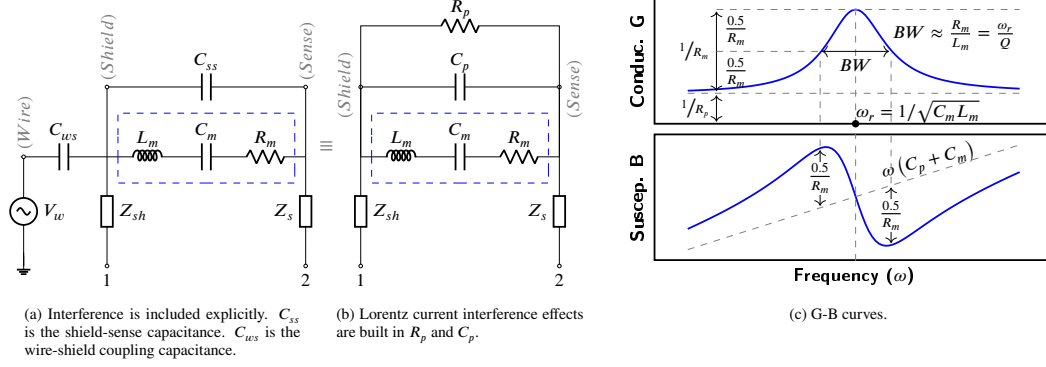 (Wire)
(Shield)
(Sense)
C_ws
C_ss
L_m
C_m
R_m
V_w
Z_sh
Z_s
1
2
≡
(a) Interference is included explicitly. C_ss
is the shield-sense capacitance. C_ws is the
wire-shield coupling capacitance.
R_p
(Shield)
C_p
(Sense)
L_m
C_m
R_m
Z_sh
Z_s
1
2
(b) Lorentz current interference effects
are built in R_p and C_p.
Conduc. G
1/R_m
0.5/R_m
0.5/R_m
1/R_p
BW
BW ≈ R_m/L_m = ω_r/Q
ω_r = 1/√(C_m L_m)
Suscep. B
0.5/R_m
ω(C_p + C_m)
0.5/R_m
Frequency (ω)
(c) G-B curves.